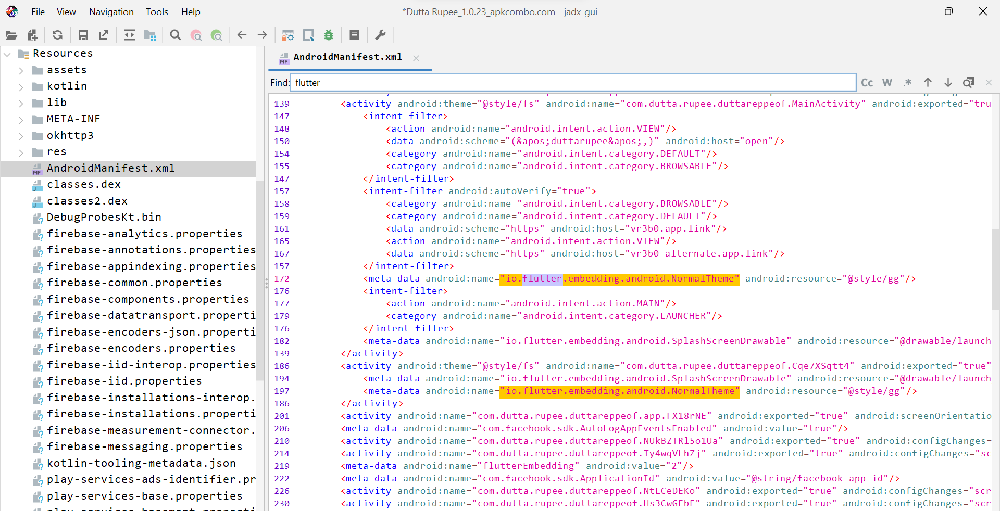 File View Navigation Tools Help
*Dutta Rupee_1.0.23_apkcombo.com - jadx-gui
Resources
assets
kotlin
lib
META-INF
okhttp3
res
AndroidManifest.xml
classes.dex
classes2.dex
DebugProbesKt.bin
firebase-analytics.properties
firebase-annotations.properties
firebase-appindexing.properties
firebase-common.properties
firebase-components.properties
firebase-datatransport.properti
firebase-encoders-json.properti
firebase-encoders.properties
firebase-iid-interop.properties
firebase-iid.properties
firebase-installations-interop.
firebase-installations.properti
firebase-measurement-connector.
firebase-messaging.properties
kotlin-tooling-metadata.json
play-services-ads-identifier.pr
play-services-base.properties
AndroidManifest.xml
Find: flutter
Cc W .*
139 <activity android:theme="@style/fs" android:name="com.dutta.rupee.duttareppeof.MainActivity" android:exported="tru
147 <intent-filter>
148 <action android:name="android.intent.action.VIEW"/>
150 <data android:scheme="(&apos;duttarupee&apos;,)" android:host="open"/>
154 <category android:name="android.intent.category.DEFAULT"/>
155 <category android:name="android.intent.category.BROWSABLE"/>
147 </intent-filter>
157 <intent-filter android:autoVerify="true">
158 <category android:name="android.intent.category.BROWSABLE"/>
159 <category android:name="android.intent.category.DEFAULT"/>
161 <data android:scheme="https" android:host="vr3b0.app.link"/>
165 <action android:name="android.intent.action.VIEW"/>
167 <data android:scheme="https" android:host="vr3b0-alternate.app.link"/>
157 </intent-filter>
172 <meta-data android:name="io.flutter.embedding.android.NormalTheme" android:resource="@style/gg"/>
176 <intent-filter>
177 <action android:name="android.intent.action.MAIN"/>
179 <category android:name="android.intent.category.LAUNCHER"/>
176 </intent-filter>
182 <meta-data android:name="io.flutter.embedding.android.SplashScreenDrawable" android:resource="@drawable/launch
139 </activity>
186 <activity android:theme="@style/fs" android:name="com.dutta.rupee.duttareppeof.Cqe7XSqtt4" android:exported="true"
194 <meta-data android:name="io.flutter.embedding.android.SplashScreenDrawable" android:resource="@drawable/launch
197 <meta-data android:name="io.flutter.embedding.android.NormalTheme" android:resource="@style/gg"/>
186 </activity>
201 <activity android:name="com.dutta.rupee.duttareppeof.app.FX18rNE" android:exported="true" android:screenOrientatio
206 <meta-data android:name="com.facebook.sdk.AutoLogAppEventsEnabled" android:value="true"/>
210 <activity android:name="com.dutta.rupee.duttareppeof.NUkBZTRl5o1Ua" android:exported="true" android:configChanges=
214 <activity android:name="com.dutta.rupee.duttareppeof.Ty4wqVLhZj" android:exported="true" android:configChanges="sc
219 <meta-data android:name="flutterEmbedding" android:value="2"/>
222 <meta-data android:name="com.facebook.sdk.ApplicationId" android:value="@string/facebook_app_id"/>
226 <activity android:name="com.dutta.rupee.duttareppeof.NtLCeDEKo" android:exported="true" android:configChanges="scr
230 <activity android:name="com.dutta.rupee.duttareppeof.Hs3CwGEbE" android:exported="true" android:configChanges="scr